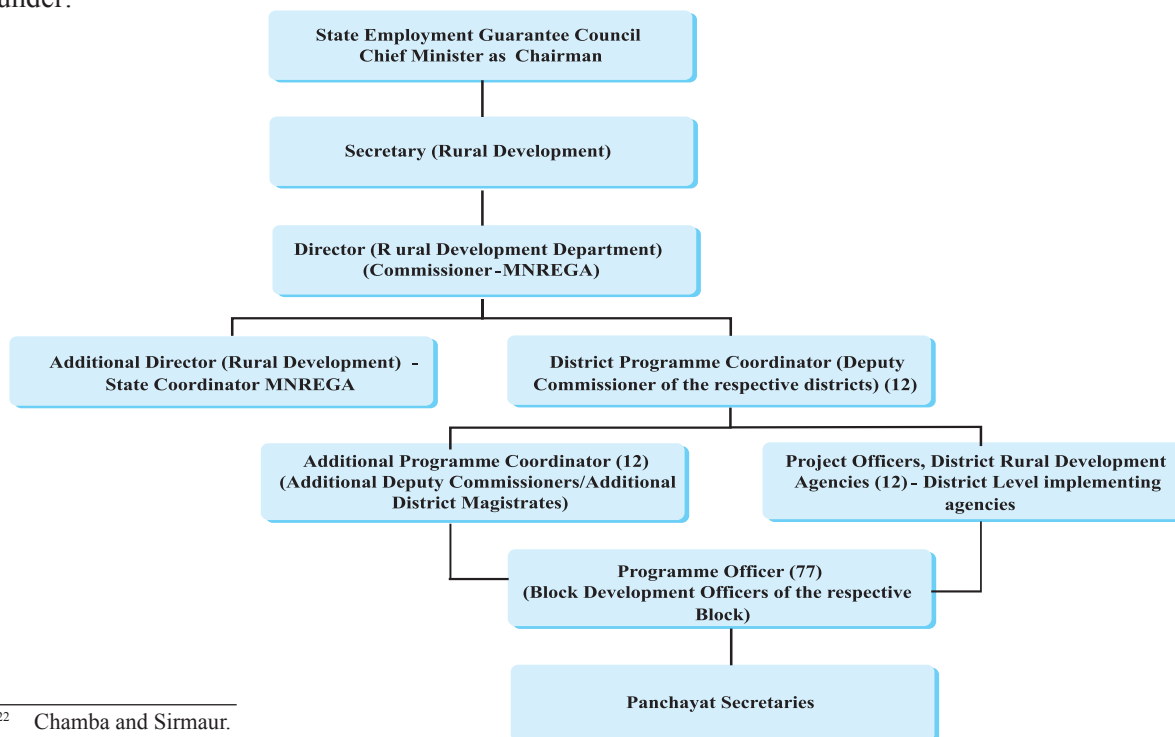 under:
State Employment Guarantee Council
Chief Minister as Chairman
Secretary (Rural Development)
Director (R ural Development Department)
(Commissioner-MNREGA)
Additional Director (Rural Development) -
State Coordinator MNREGA
District Programme Coordinator (Deputy
Commissioner of the respective districts) (12)
Additional Programme Coordinator (12)
(Additional Deputy Commissioners/Additional
District Magistrates)
Project Officers, District Rural Development
Agencies (12) - District Level implementing
agencies
Programme Officer (77)
(Block Development Officers of the respective
Block)
Panchayat Secretaries
22 Chamba and Sirmaur.